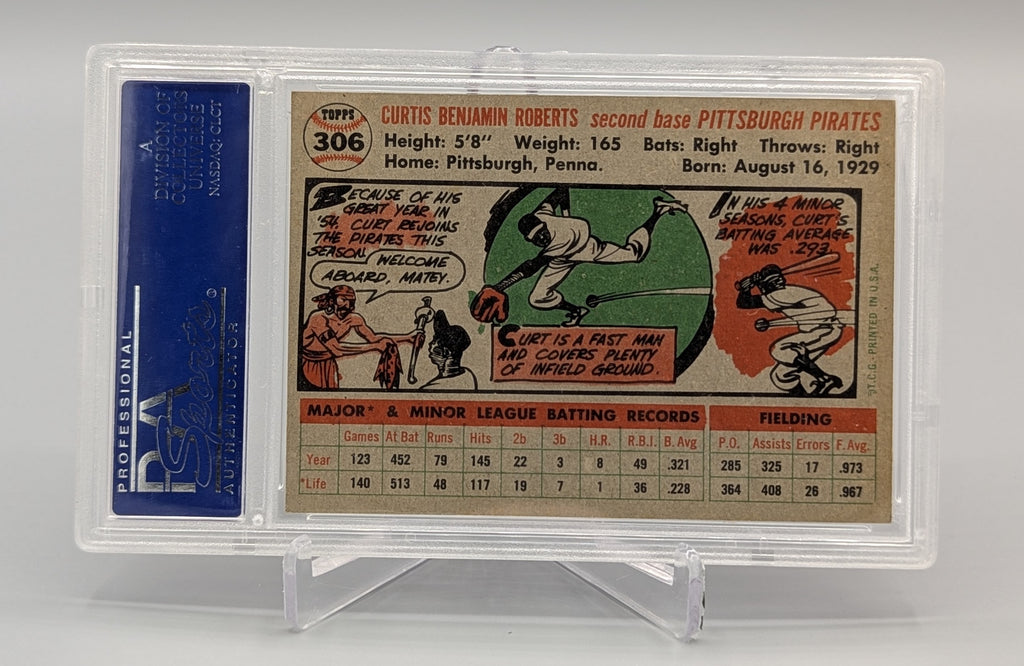 A
DIVISION OF
COLLECTORS
UNIVERSE
NASDAQ: CLCT
PROFESSIONAL
PSA
Sports
AUTHENTICATOR
TOPPS
306
CURTIS BENJAMIN ROBERTS second base PITTSBURGH PIRATES
Height: 5'8" Weight: 165 Bats: Right Throws: Right
Home: Pittsburgh, Penna. Born: August 16, 1929
BECAUSE OF HIS
GREAT YEAR IN
'54, CURT REJOINS
THE PIRATES THIS
SEASON.
WELCOME
ABOARD, MATEY.
CURT IS A FAST MAN
AND COVERS PLENTY
OF INFIELD GROUND.
IN HIS 4 MINOR
SEASONS, CURT'S
BATTING AVERAGE
WAS .293.
©T.C.G.-PRINTED IN U.S.A.
MAJOR* & MINOR LEAGUE BATTING RECORDS FIELDING
Games At Bat Runs Hits 2b 3b H.R. R.B.I. B. Avg P.O. Assists Errors F. Avg.
Year 123 452 79 145 22 3 8 49 .321 285 325 17 .973
*Life 140 513 48 117 19 7 1 36 .228 364 408 26 .967